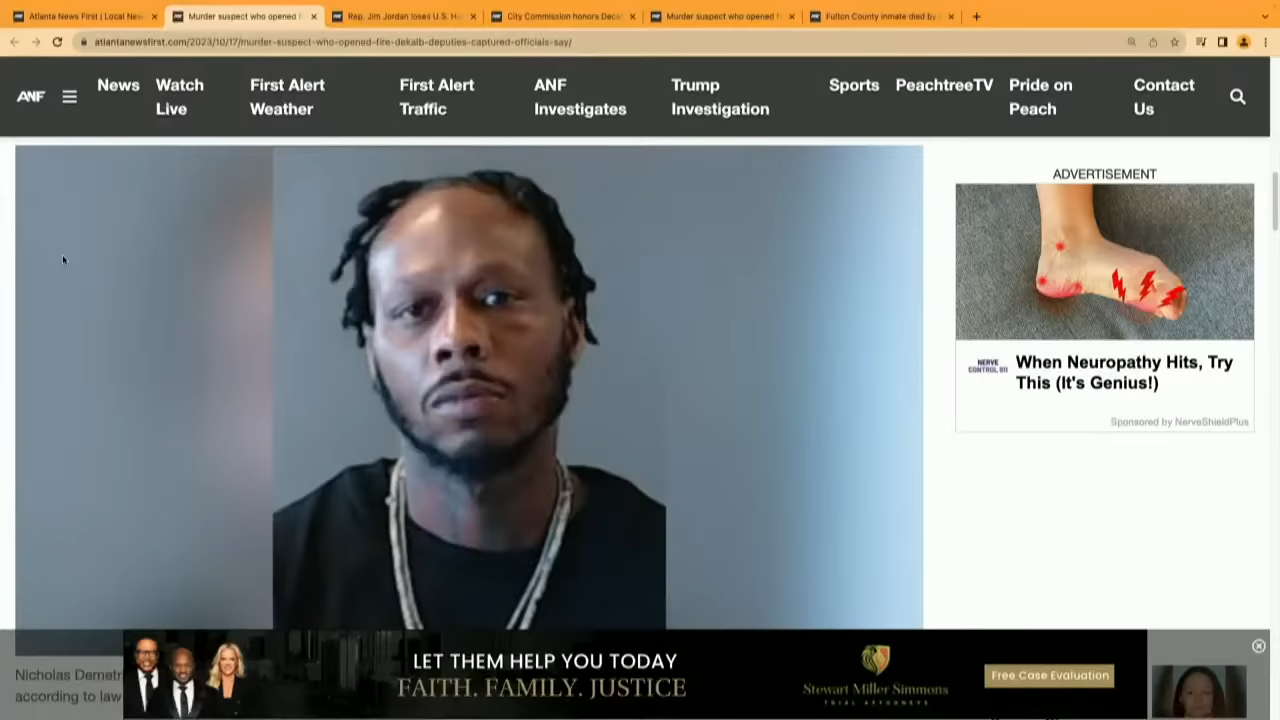 Atlanta News First | Local New
Murder suspect who opened f
Rep. Jim Jordan loses U.S. Ho
City Commission honors Deca
Murder suspect who opened f
Fulton County inmate died by
atlantanewsfirst.com/2023/10/17/murder-suspect-who-opened-fire-dekalb-deputies-captured-officials-say/
ANF
News
Watch
Live
First Alert
Weather
First Alert
Traffic
ANF
Investigates
Trump
Investigation
Sports
PeachtreeTV
Pride on
Peach
Contact
Us
ADVERTISEMENT
NERVE
CONTROL 911
When Neuropathy Hits, Try
This (It's Genius!)
Sponsored by NerveShieldPlus
Nicholas Demetr
according to law
LET THEM HELP YOU TODAY
FAITH. FAMILY. JUSTICE
Stewart Miller Simmons
TRIAL ATTORNEYS
Free Case Evaluation